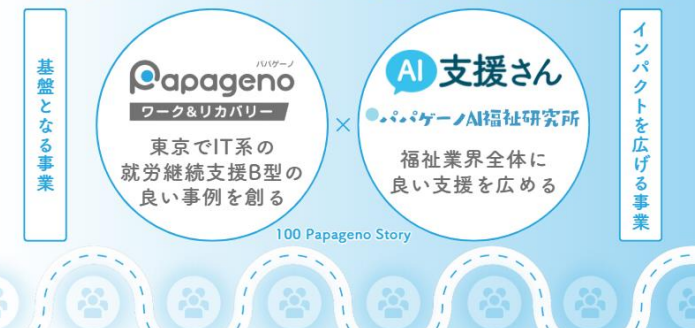 基盤となる事業
パパゲーノ
Papageno
ワーク&リカバリー
東京でIT系の
就労継続支援B型の
良い事例を創る
×
AI 支援さん
パパゲーノAI福祉研究所
福祉業界全体に
良い支援を広める
インパクトを広げる事業
100 Papageno Story